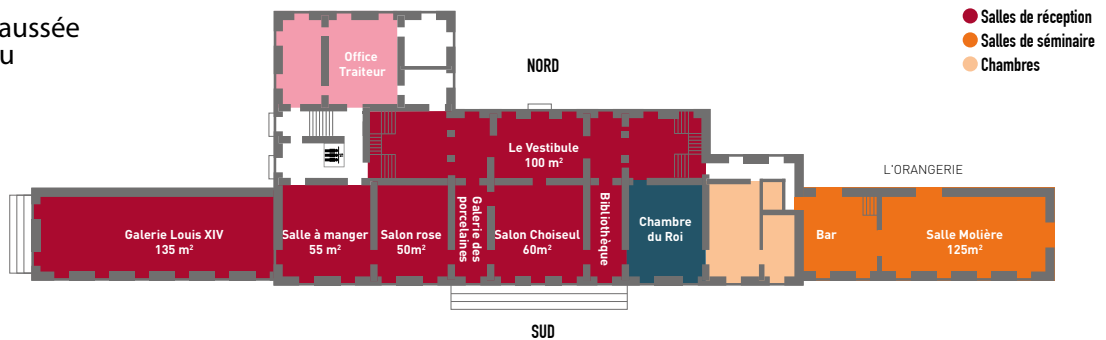 aussée
u
Salles de réception
Salles de séminaire
Chambres
NORD
Office
Traiteur
Le Vestibule
100 m²
L'ORANGERIE
Galerie Louis XIV
135 m²
Salle à manger
55 m²
Salon rose
50m²
Galerie des
porcelaines
Salon Choiseul
60m²
Bibliothèque
Chambre
du Roi
Bar
Salle Molière
125m²
SUD